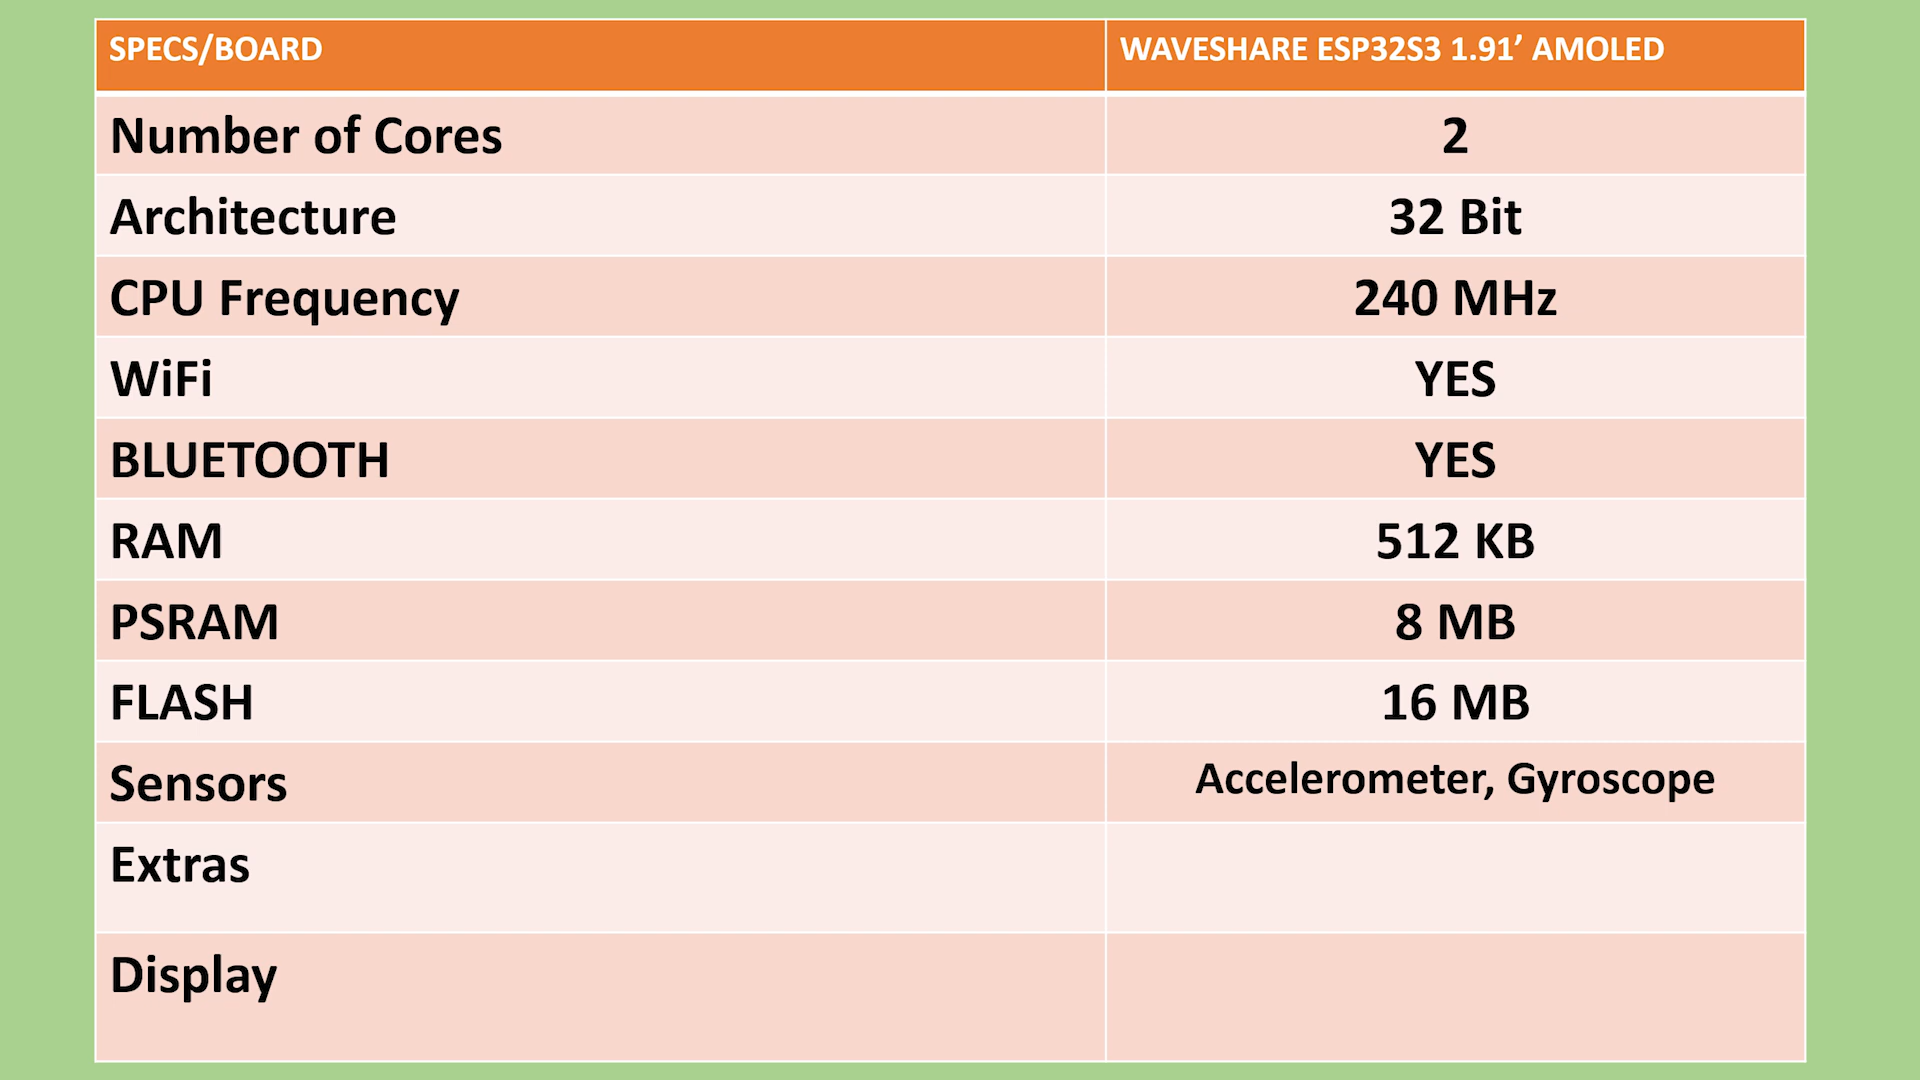 SPECS/BOARD WAVESHARE ESP32S3 1.91’ AMOLED
Number of Cores 2
Architecture 32 Bit
CPU Frequency 240 MHz
WiFi YES
BLUETOOTH YES
RAM 512 KB
PSRAM 8 MB
FLASH 16 MB
Sensors Accelerometer, Gyroscope
Extras
Display